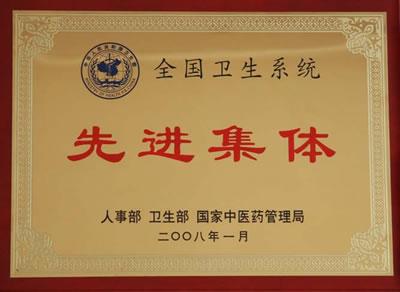 全国卫生系统
先进集体
人事部 卫生部 国家中医药管理局
二〇〇八年一月